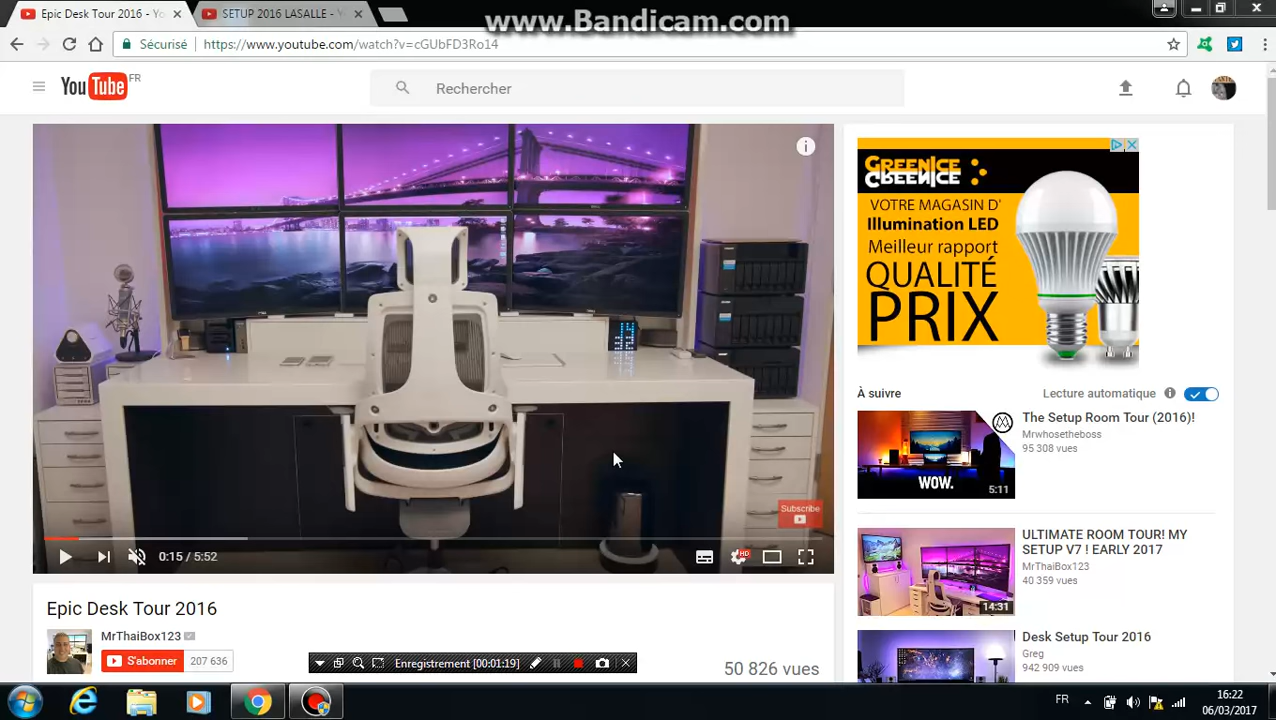 www.Bandicam.com
Epic Desk Tour 2016 - Yo
SETUP 2016 LASALLE - Y
Sécurisé
https://www.youtube.com/watch?v=cGUbFD3Ro14
YouTube FR
Rechercher
GREENICE
VOTRE MAGASIN D'
Illumination LED
Meilleur rapport
QUALITÉ
PRIX
Subscribe
0:15 / 5:52
HD
À suivre
Lecture automatique
The Setup Room Tour (2016)!
Mrwhosetheboss
95 308 vues
WOW.
5:11
ULTIMATE ROOM TOUR! MY
SETUP V7 ! EARLY 2017
MrThaiBox123
40 359 vues
14:31
Desk Setup Tour 2016
Greg
942 909 vues
Epic Desk Tour 2016
MrThaiBox123
S'abonner
207 636
50 826 vues
Enregistrement [00:01:19]
FR
16:22
06/03/2017